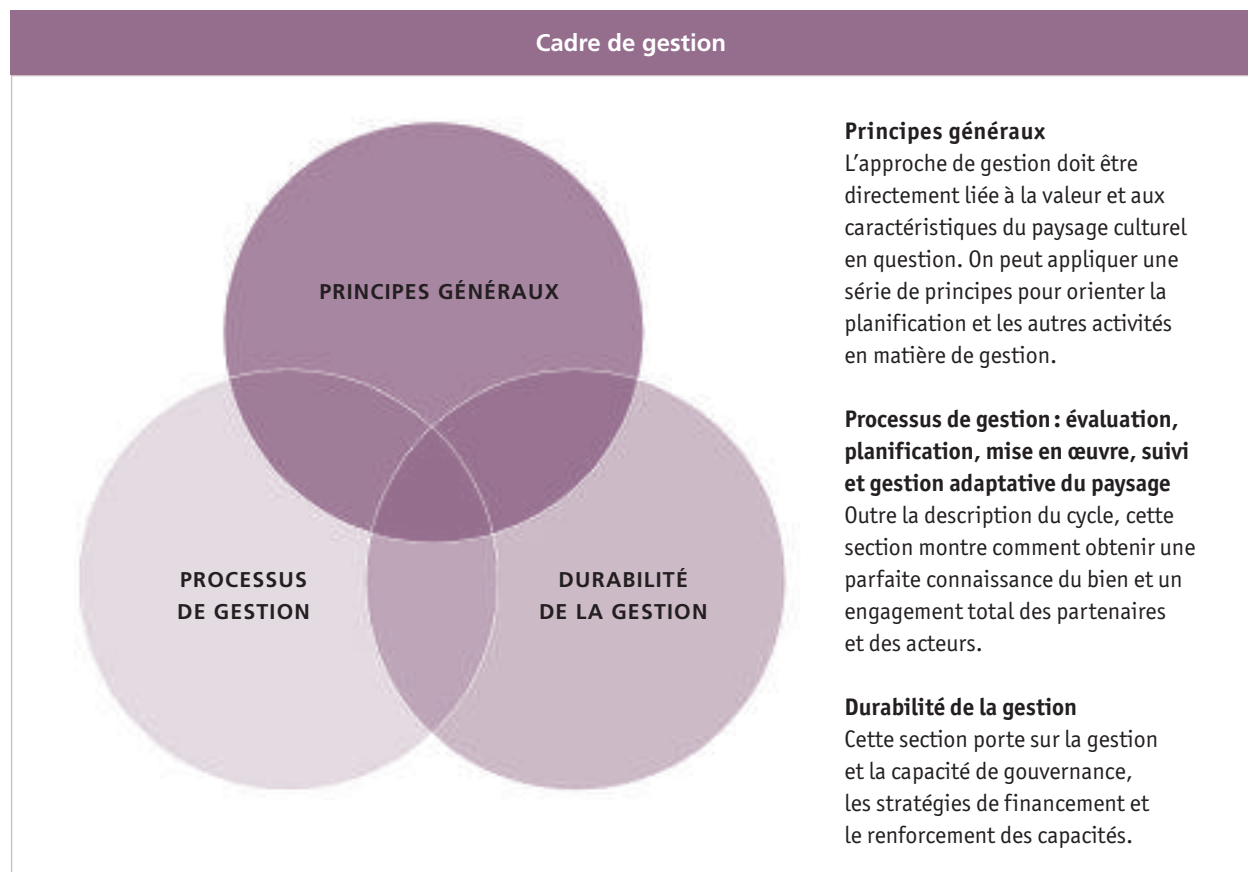 Cadre de gestion
PRINCIPES GÉNÉRAUX
PROCESSUS
DE GESTION
DURABILITÉ
DE LA GESTION
Principes généraux
L'approche de gestion doit être
directement liée à la valeur et aux
caractéristiques du paysage culturel
en question. On peut appliquer une
série de principes pour orienter la
planification et les autres activités
en matière de gestion.
Processus de gestion : évaluation,
planification, mise en œuvre, suivi
et gestion adaptative du paysage
Outre la description du cycle, cette
section montre comment obtenir une
parfaite connaissance du bien et un
engagement total des partenaires
et des acteurs.
Durabilité de la gestion
Cette section porte sur la gestion
et la capacité de gouvernance,
les stratégies de financement et
le renforcement des capacités.